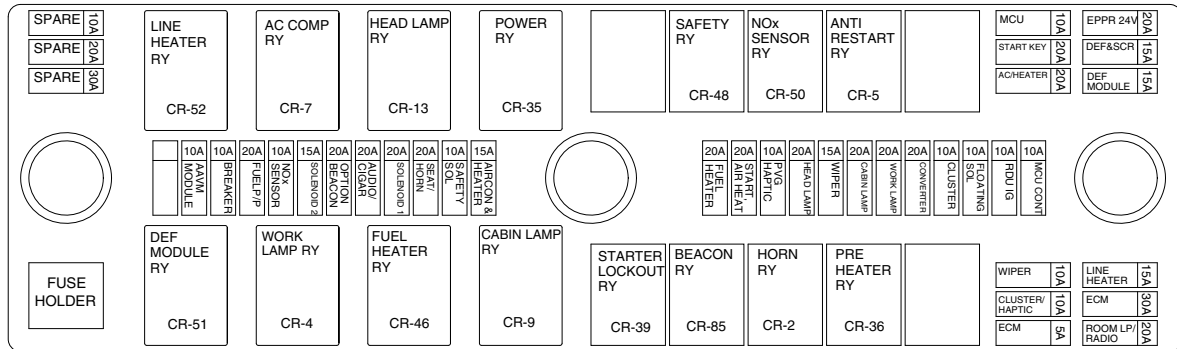 SPARE 10A
SPARE 20A
SPARE 30A
LINE
HEATER
RY
CR-52
AC COMP
RY
CR-7
HEAD LAMP
RY
CR-13
POWER
RY
CR-35
SAFETY
RY
CR-48
NOx
SENSOR
RY
CR-50
ANTI
RESTART
RY
CR-5
MCU 10A
START KEY 20A
AC/HEATER 20A
EPPR 24V 20A
DEF&SCR 15A
DEF
MODULE 15A
10A
AAVM
MODULE
10A
BREAKER
20A
FUELP/P
10A
NOx
SENSOR
15A
SOLENOID 2
20A
OPTION
BEACON
20A
AUDIO/
CIGAR
20A
SOLENOID 1
20A
SEAT/
HORN
10A
SAFETY
SOL
15A
AIRCON &
HEATER
20A
FUEL
HEATER
20A
START,
AIR HEAT
10A
PVG
HAPTIC
20A
HEAD LAMP
15A
WIPER
20A
CABIN LAMP
20A
WORK LAMP
20A
CONVERTER
10A
CLUSTER
10A
FLOATING
SOL
10A
RDU IG
10A
MCU CONT
FUSE
HOLDER
DEF
MODULE
RY
CR-51
WORK
LAMP RY
CR-4
FUEL
HEATER
RY
CR-46
CABIN LAMP
RY
CR-9
STARTER
LOCKOUT
RY
CR-39
BEACON
RY
CR-85
HORN
RY
CR-2
PRE
HEATER
RY
CR-36
WIPER 10A
CLUSTER/
HAPTIC 10A
ECM 5A
LINE
HEATER 15A
ECM 30A
ROOM LP/
RADIO 20A